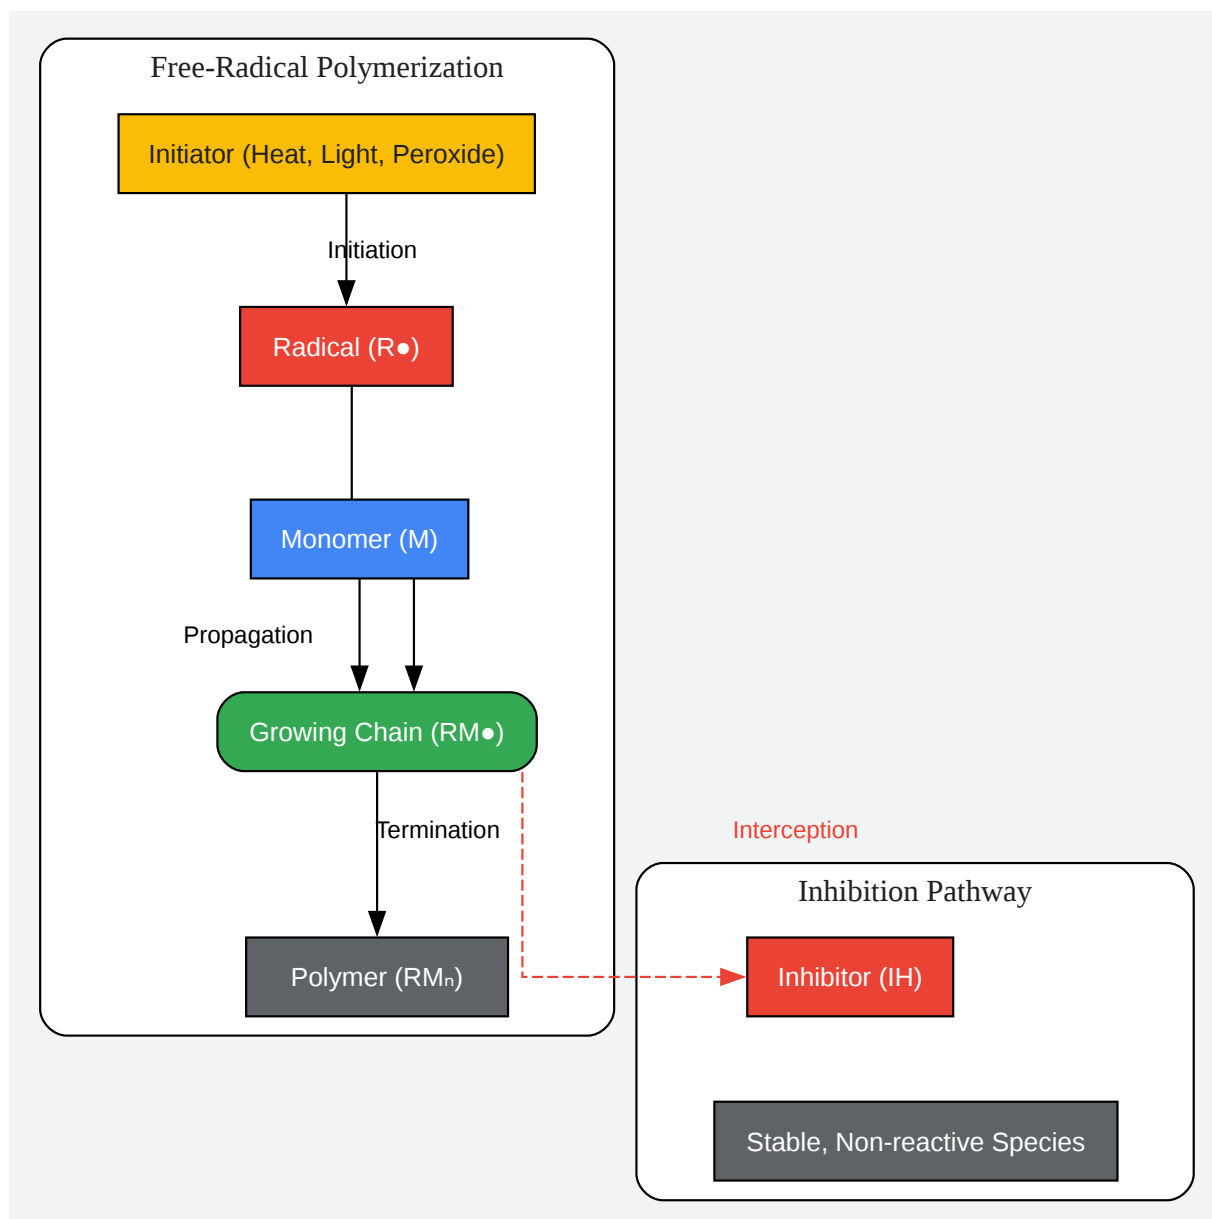 Free-Radical Polymerization
Initiator (Heat, Light, Peroxide)
Initiation
Radical (R●)
Monomer (M)
Propagation
Growing Chain (RM●)
Termination
Interception
Inhibition Pathway
Polymer (RMₙ)
Inhibitor (IH)
Stable, Non-reactive Species